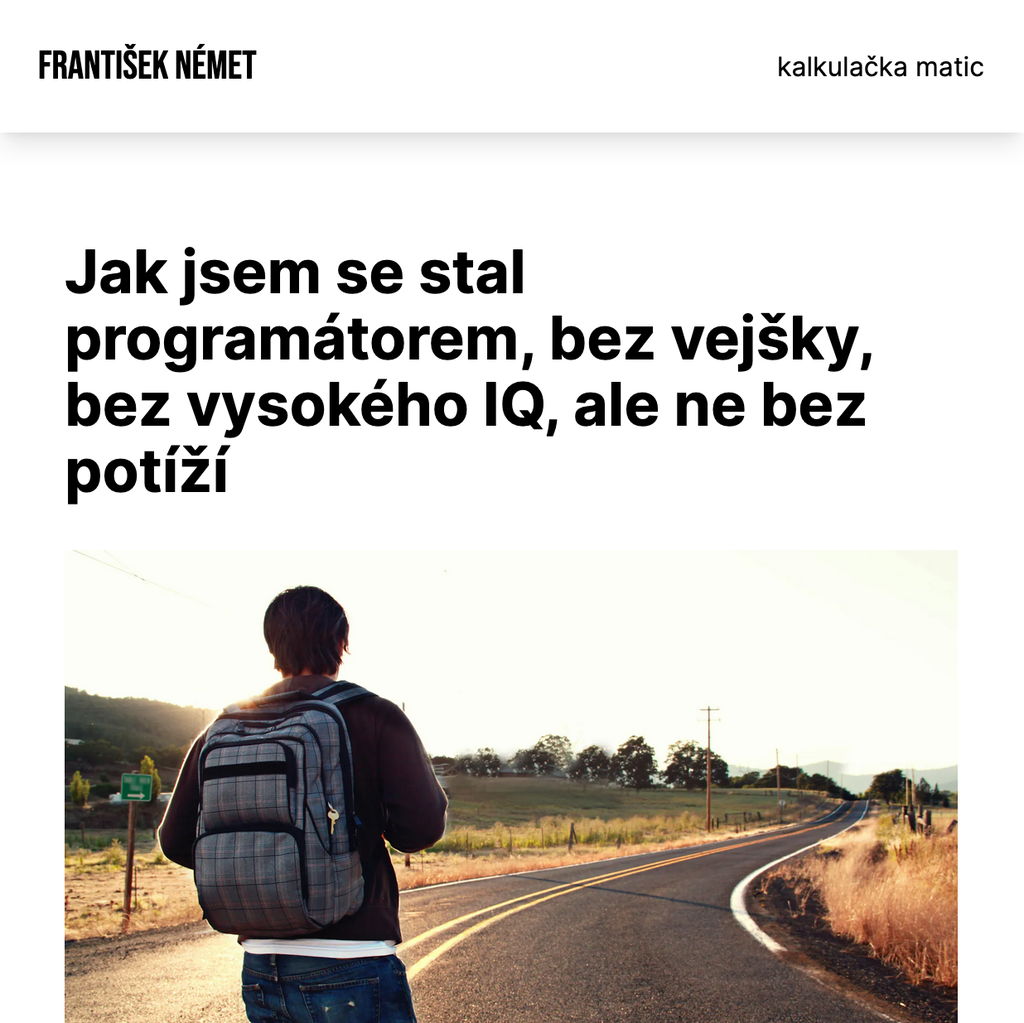 FRANTIŠEK NÉMET
kalkulačka matic
Jak jsem se stal
programátorem, bez vejšky,
bez vysokého IQ, ale ne bez
potíží